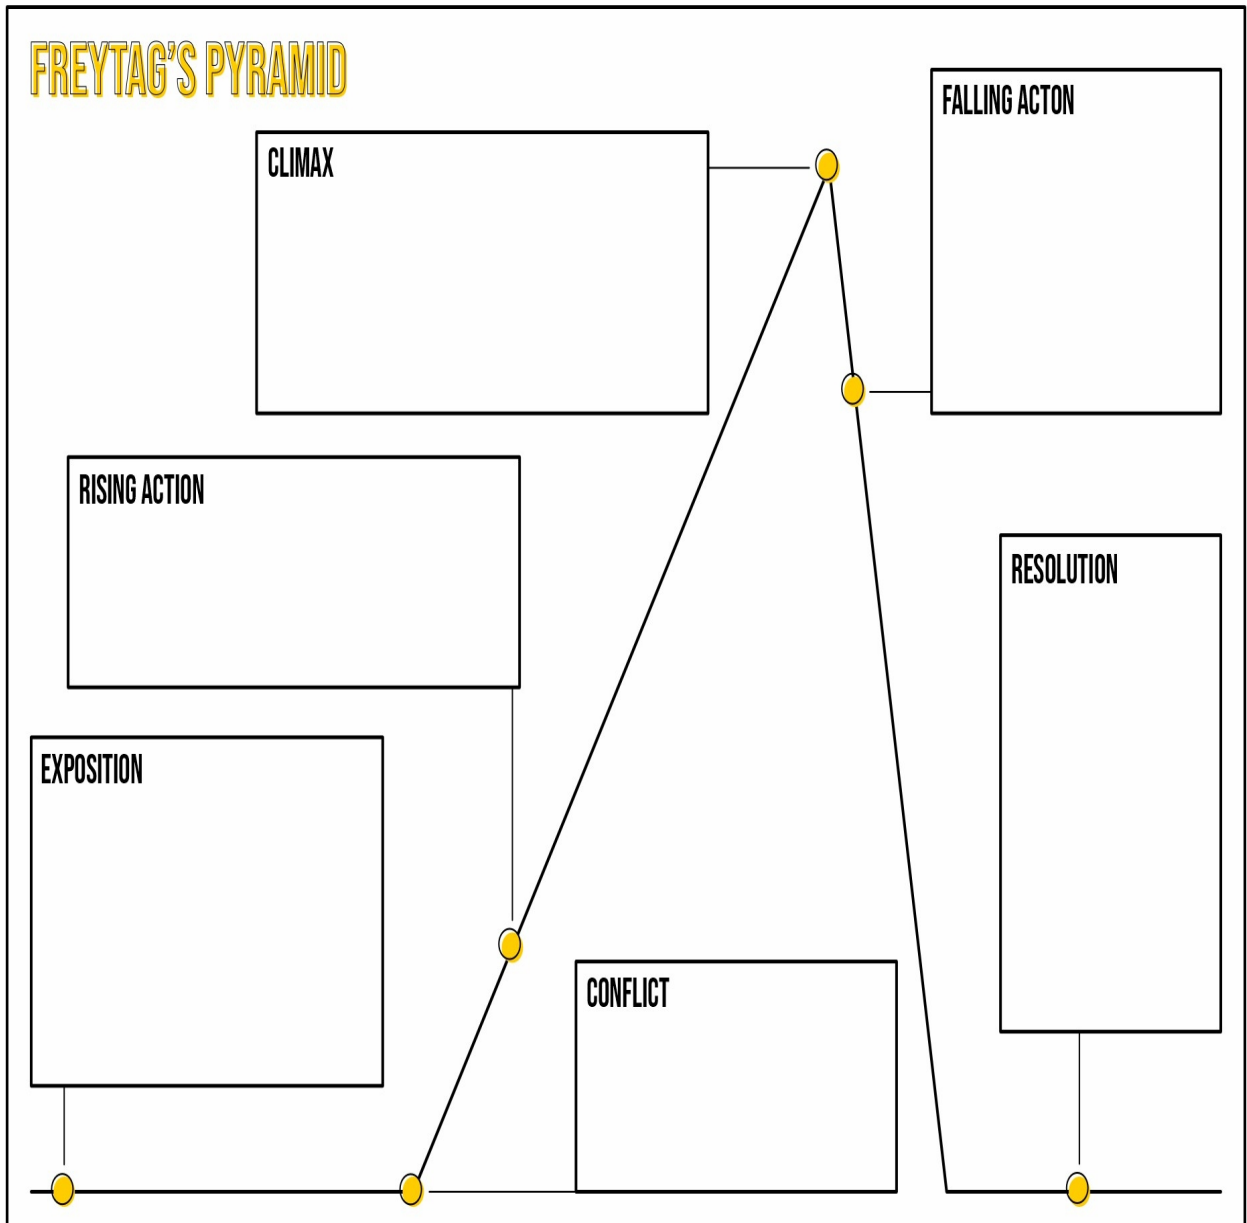 FREYTAG'S PYRAMID
FALLING ACTON
CLIMAX
RISING ACTION
RESOLUTION
EXPOSITION
CONFLICT